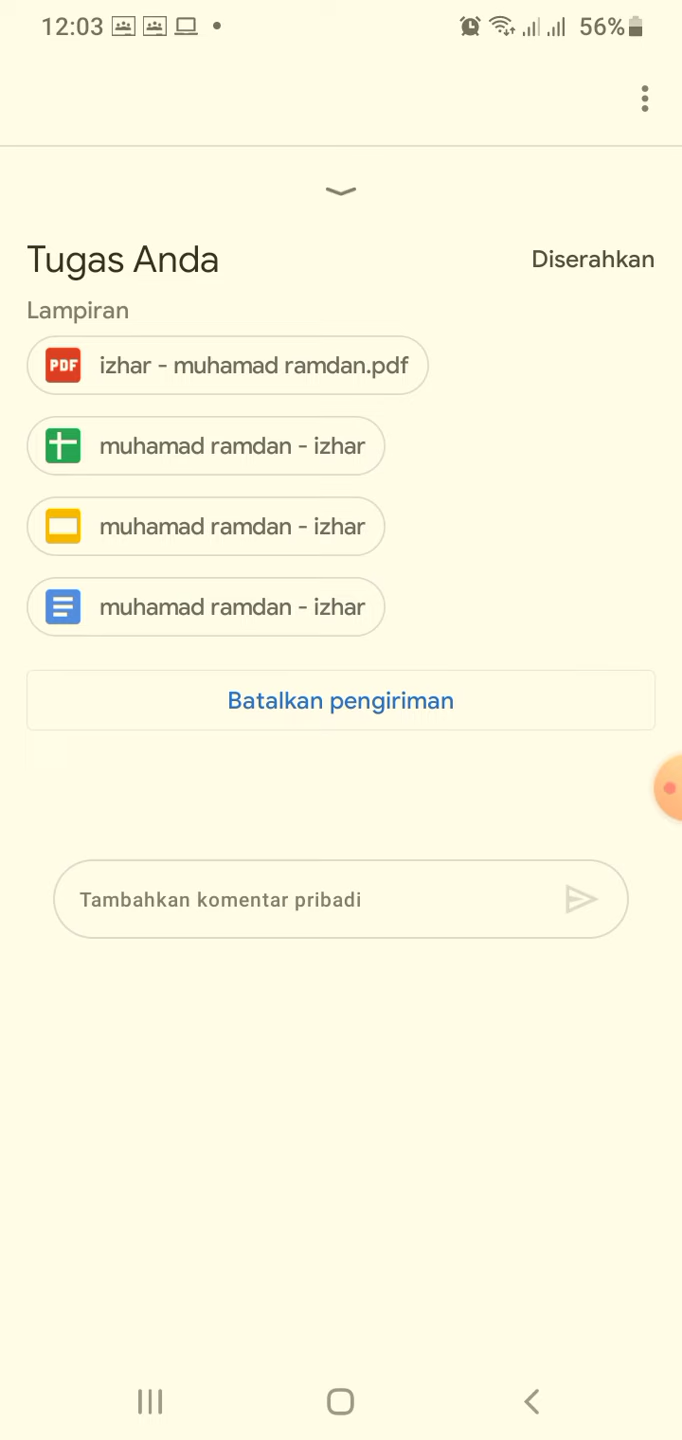 12:03
56%
Tugas Anda
Diserahkan
Lampiran
PDF izhar - muhamad ramdan.pdf
muhamad ramdan - izhar
muhamad ramdan - izhar
muhamad ramdan - izhar
Batalkan pengiriman
Tambahkan komentar pribadi